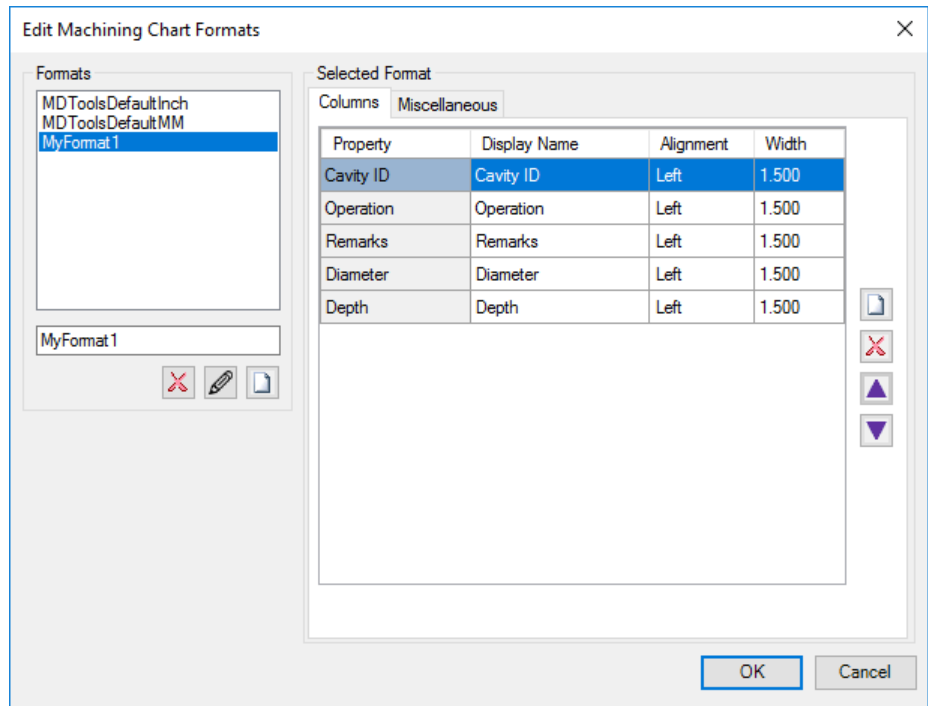 Edit Machining Chart Formats
Formats
MDToolsDefaultInch
MDToolsDefaultMM
MyFormat1
MyFormat1
Selected Format
Columns Miscellaneous
Property Display Name Alignment Width
Cavity ID Cavity ID Left 1.500
Operation Operation Left 1.500
Remarks Remarks Left 1.500
Diameter Diameter Left 1.500
Depth Depth Left 1.500
OK Cancel